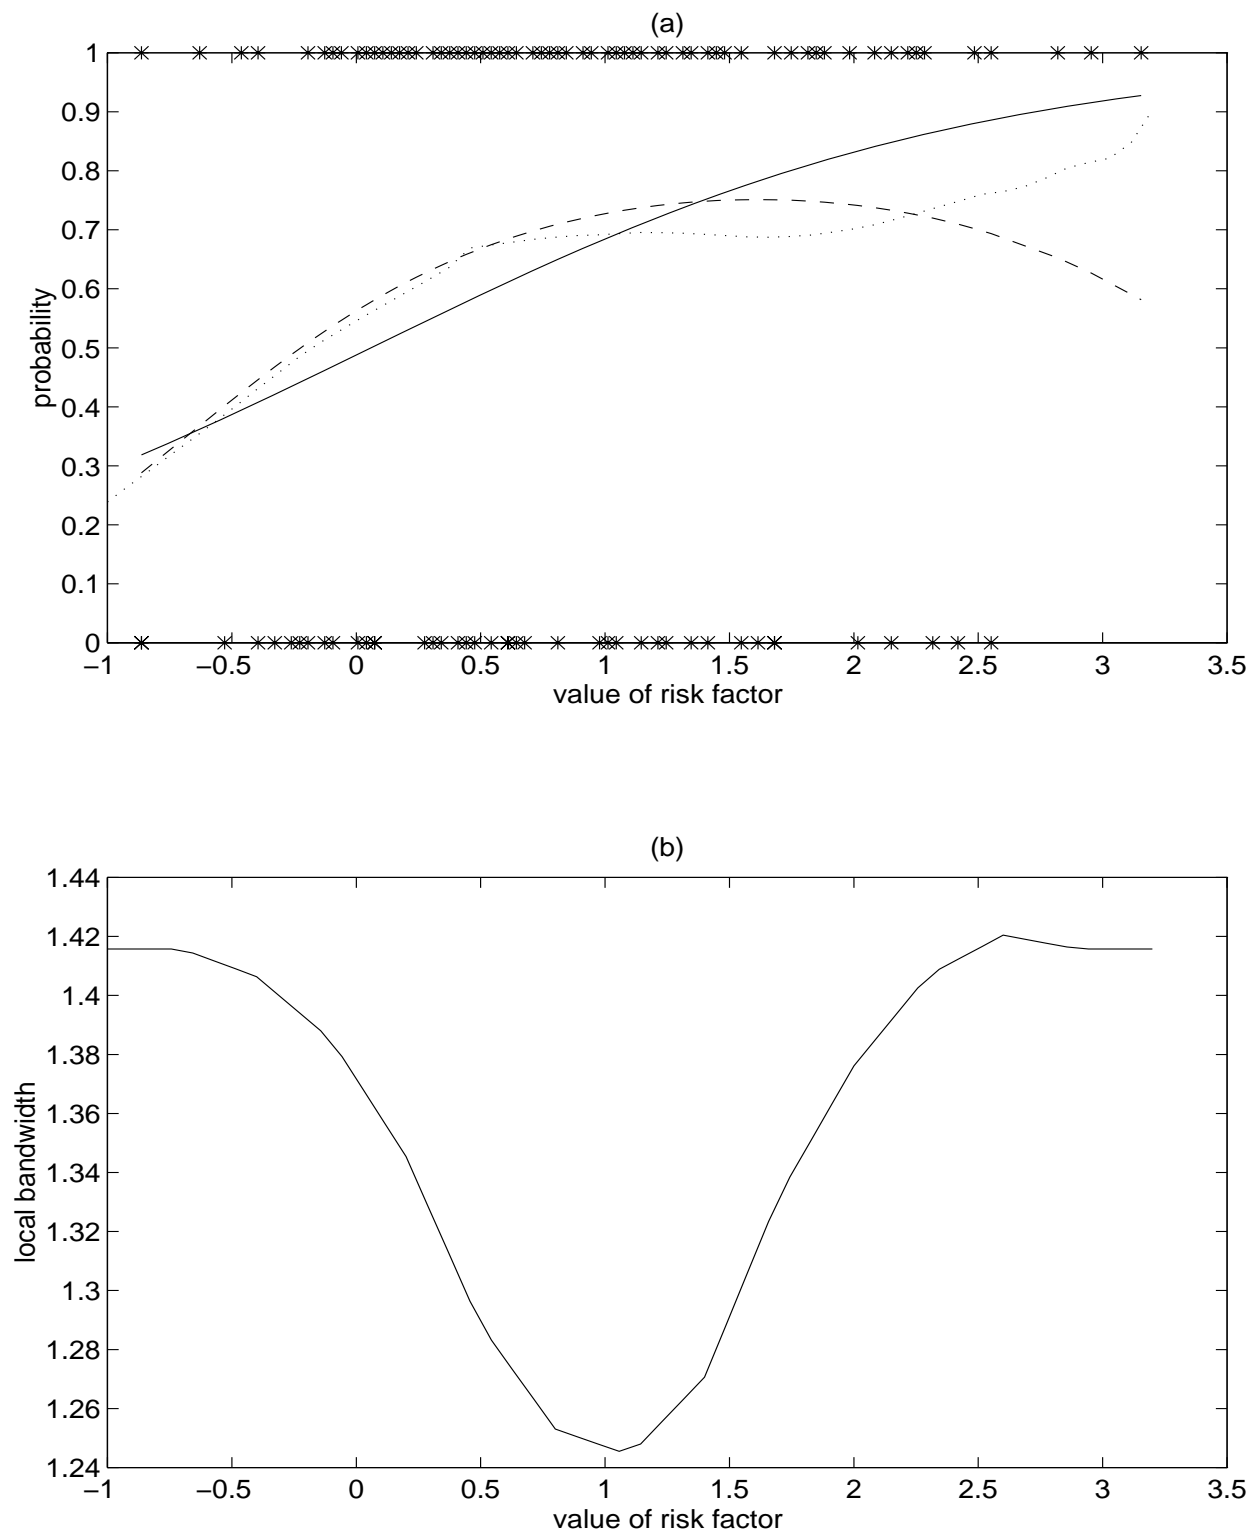 (a)
1
0.9
0.8
0.7
0.6
0.5
0.4
0.3
0.2
0.1
0
probability
−1 −0.5 0 0.5 1 1.5 2 2.5 3 3.5
value of risk factor
(b)
1.44
1.42
1.4
1.38
1.36
1.34
1.32
1.3
1.28
1.26
1.24
local bandwidth
−1 −0.5 0 0.5 1 1.5 2 2.5 3 3.5
value of risk factor